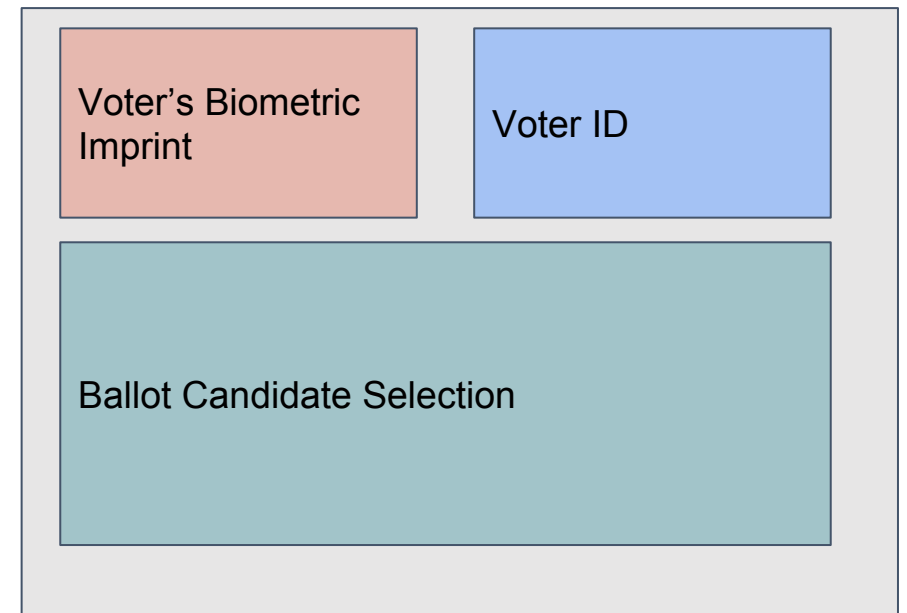 Voter’s Biometric
Imprint
Voter ID
Ballot Candidate Selection